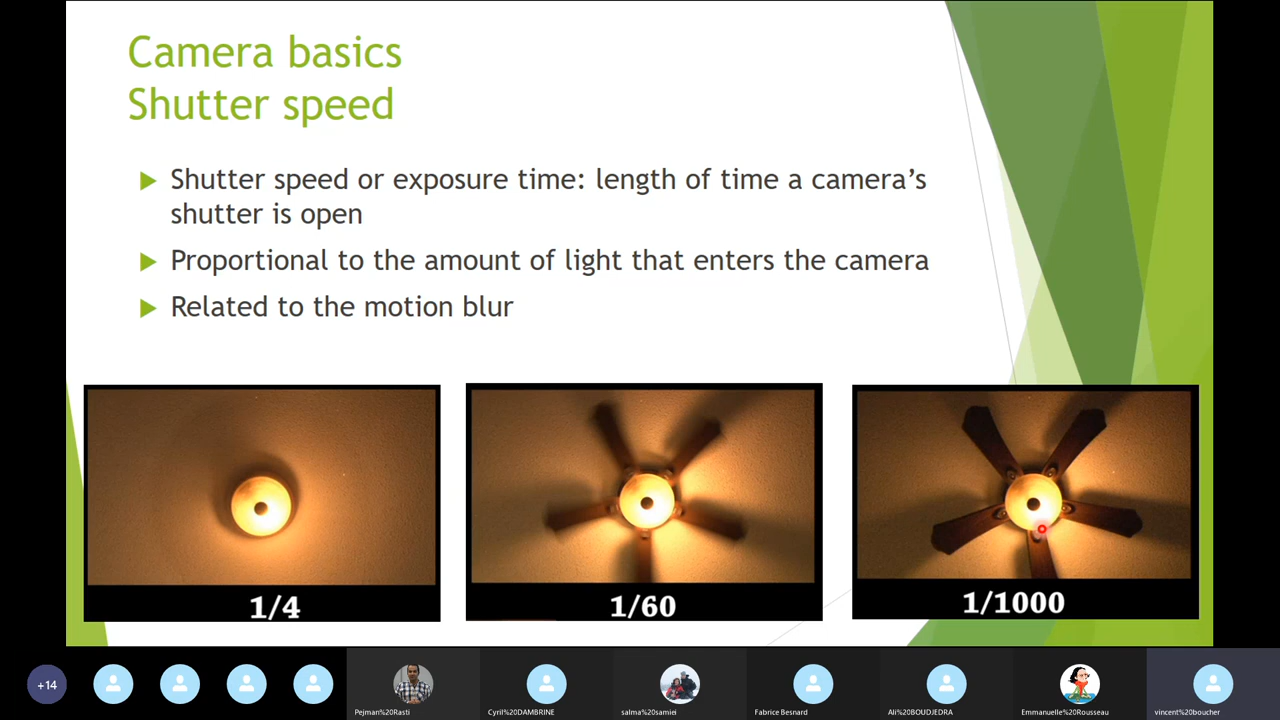 Camera basics
Shutter speed
Shutter speed or exposure time: length of time a camera’s
shutter is open
Proportional to the amount of light that enters the camera
Related to the motion blur
1/4
1/60
1/1000
+14
Pejman%20Rasti
Cyril%20DAMBRINE
salma%20samiei
Fabrice Besnard
Ali%20BOUDJEDRA
Emmanuelle%20Rousseau
vincent%20boucher